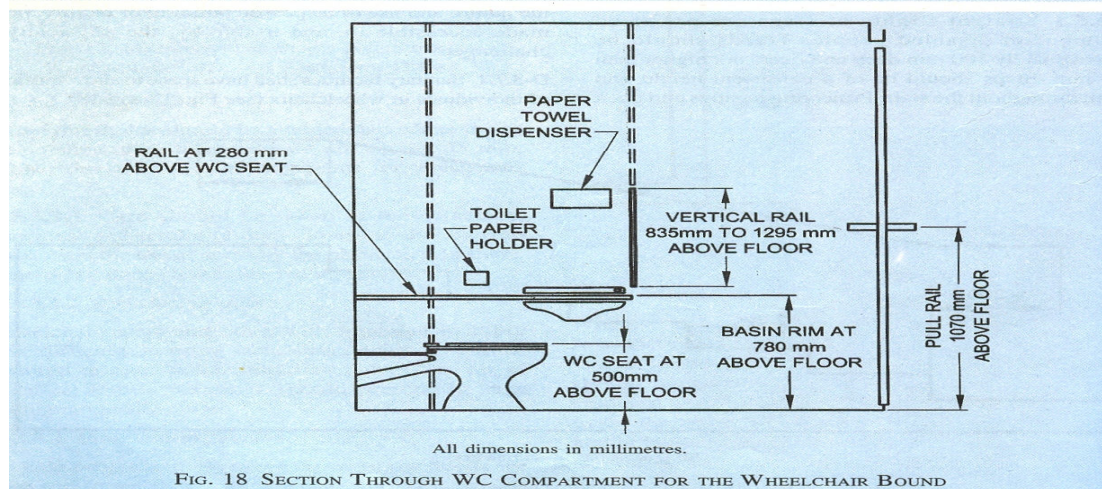 PAPER
TOWEL
DISPENSER
RAIL AT 280 mm
ABOVE WC SEAT
TOILET
PAPER
HOLDER
VERTICAL RAIL
835mm TO 1295 mm
ABOVE FLOOR
BASIN RIM AT
780 mm
ABOVE FLOOR
WC SEAT AT
500mm
ABOVE FLOOR
PULL RAIL
1070 mm
ABOVE FLOOR
All dimensions in millimetres.
FIG. 18 SECTION THROUGH WC COMPARTMENT FOR THE WHEELCHAIR BOUND